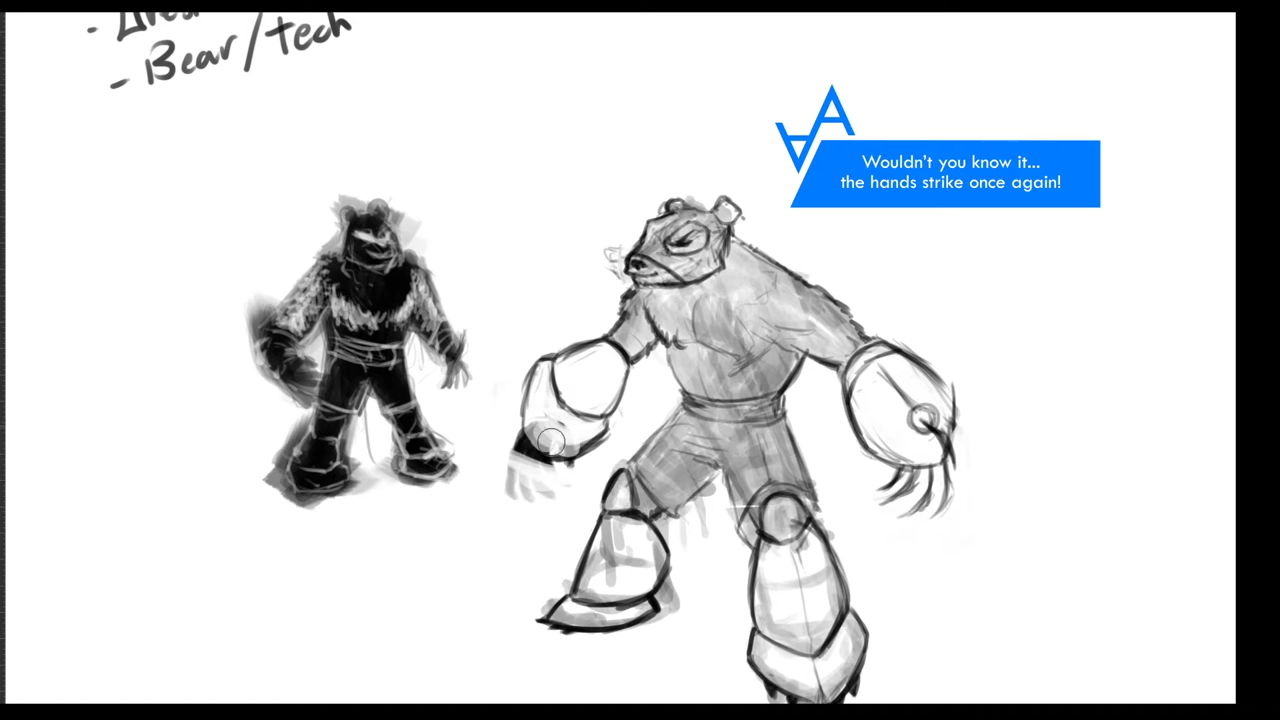 - Bear/tech
Wouldn't you know it...
the hands strike once again!